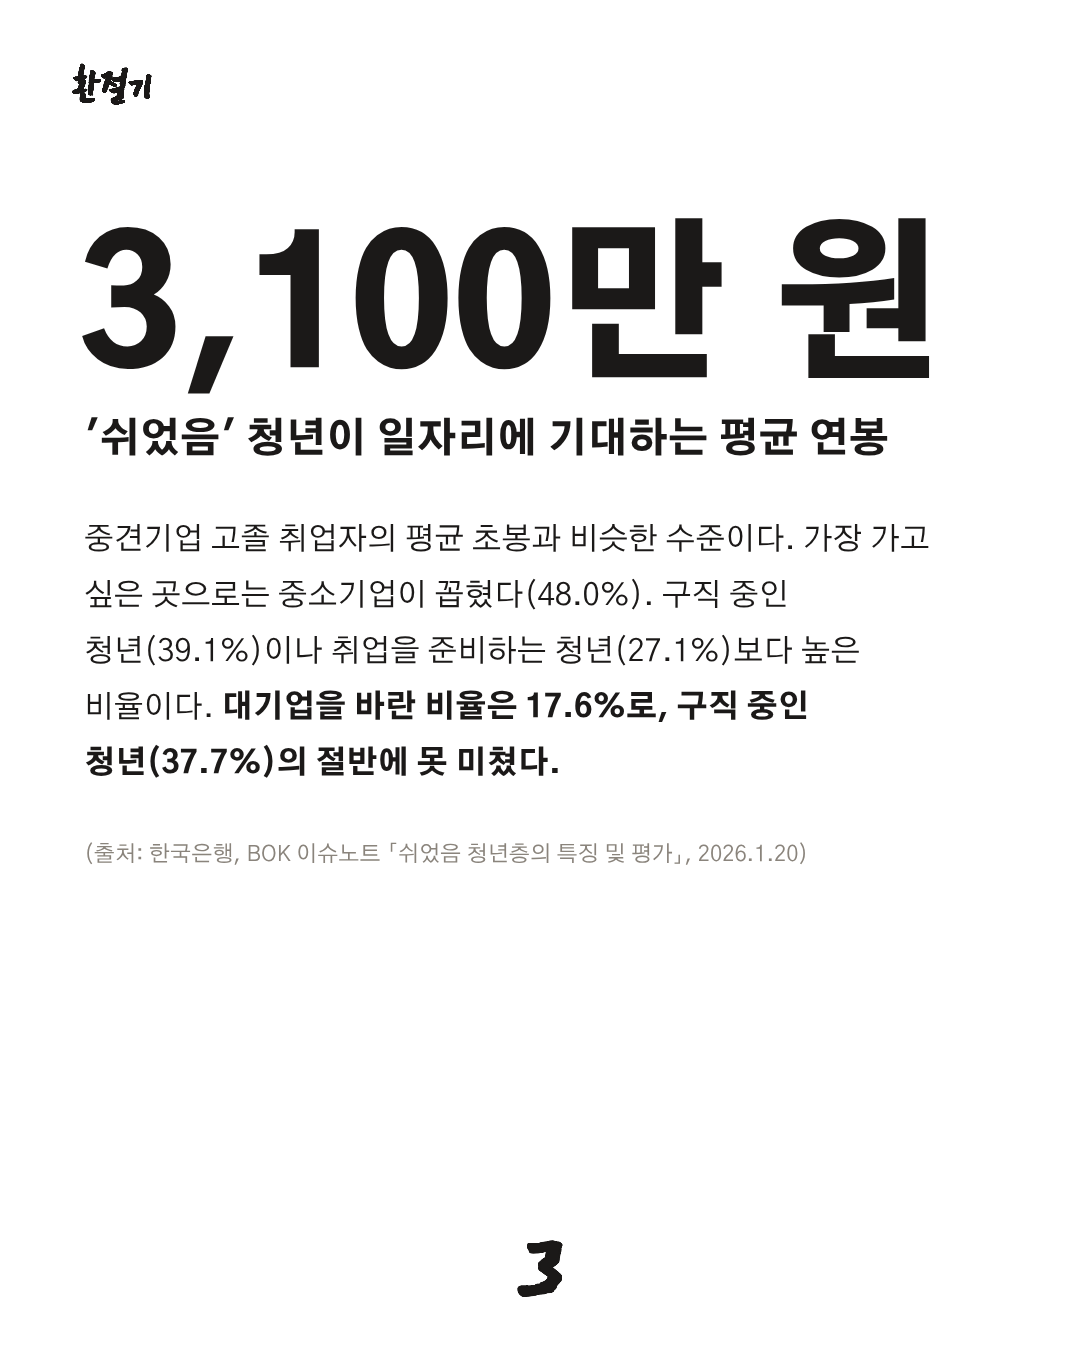 환절기
3,100만 원
'쉬었음' 청년이 일자리에 기대하는 평균 연봉
중견기업 고졸 취업자의 평균 초봉과 비슷한 수준이다. 가장 가고
싶은 곳으로는 중소기업이 꼽혔다(48.0%). 구직 중인
청년(39.1%)이나 취업을 준비하는 청년(27.1%)보다 높은
비율이다. 대기업을 바란 비율은 17.6%로, 구직 중인
청년(37.7%)의 절반에 못 미쳤다.
(출처: 한국은행, BOK 이슈노트 「쉬었음 청년층의 특징 및 평가」, 2026.1.20)
3